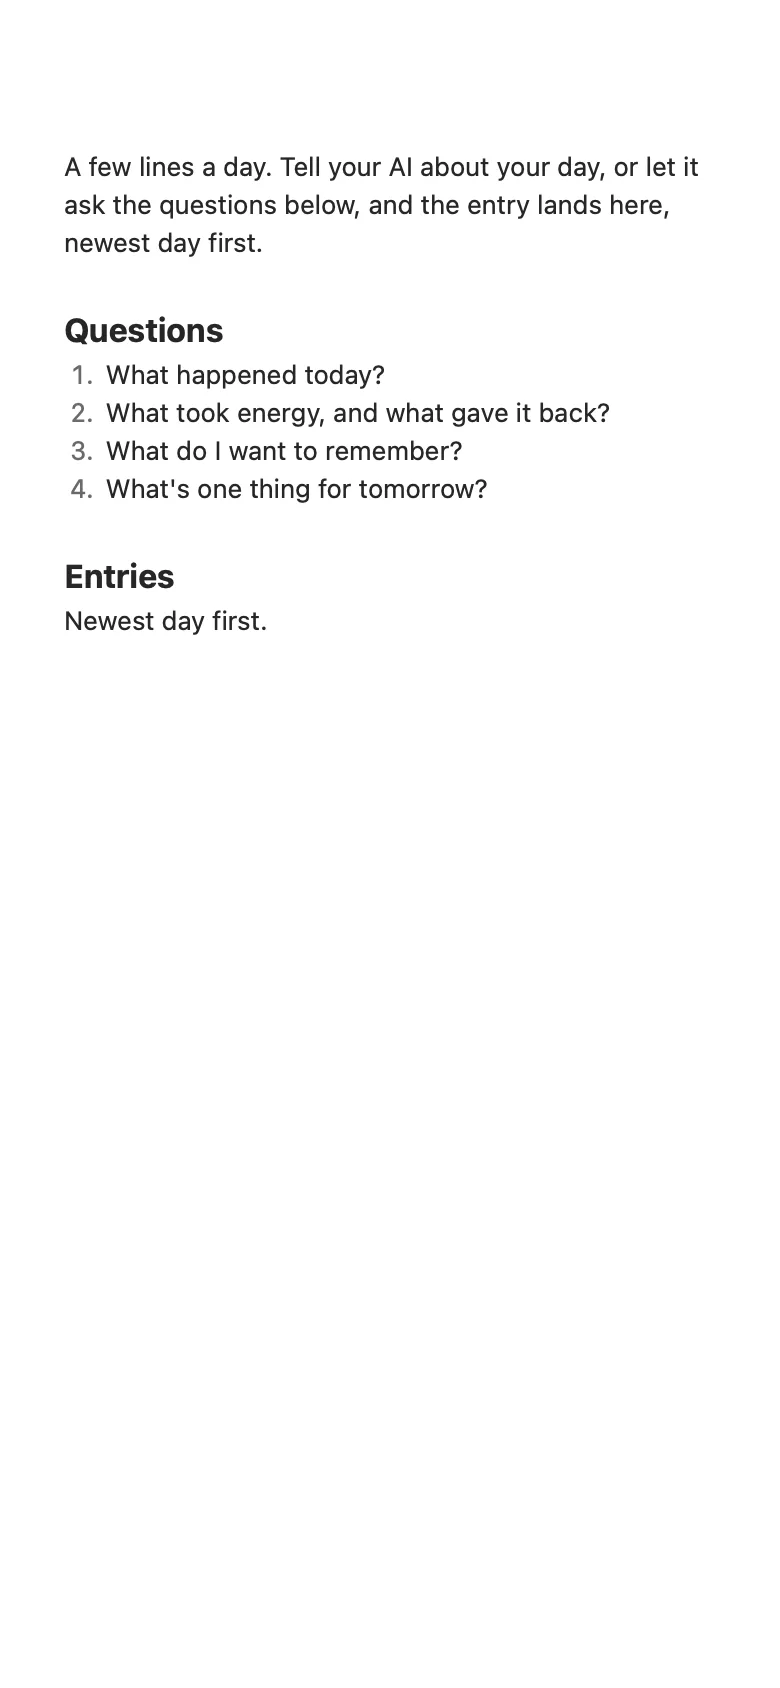 A few lines a day. Tell your AI about your day, or let it
ask the questions below, and the entry lands here,
newest day first.
Questions
1. What happened today?
2. What took energy, and what gave it back?
3. What do I want to remember?
4. What's one thing for tomorrow?
Entries
Newest day first.